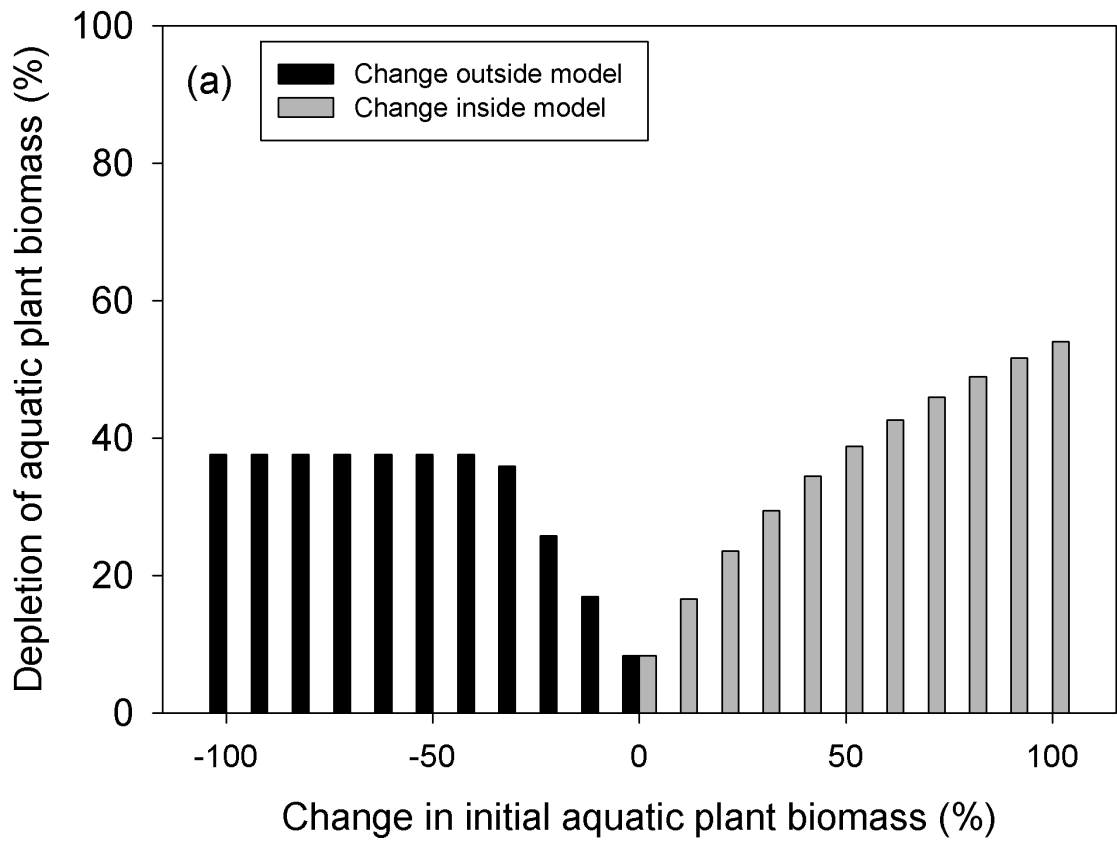 Depletion of aquatic plant biomass (%)
100
80
60
40
20
0
(a)
Change outside model
Change inside model
-100
-50
0
50
100
Change in initial aquatic plant biomass (%)